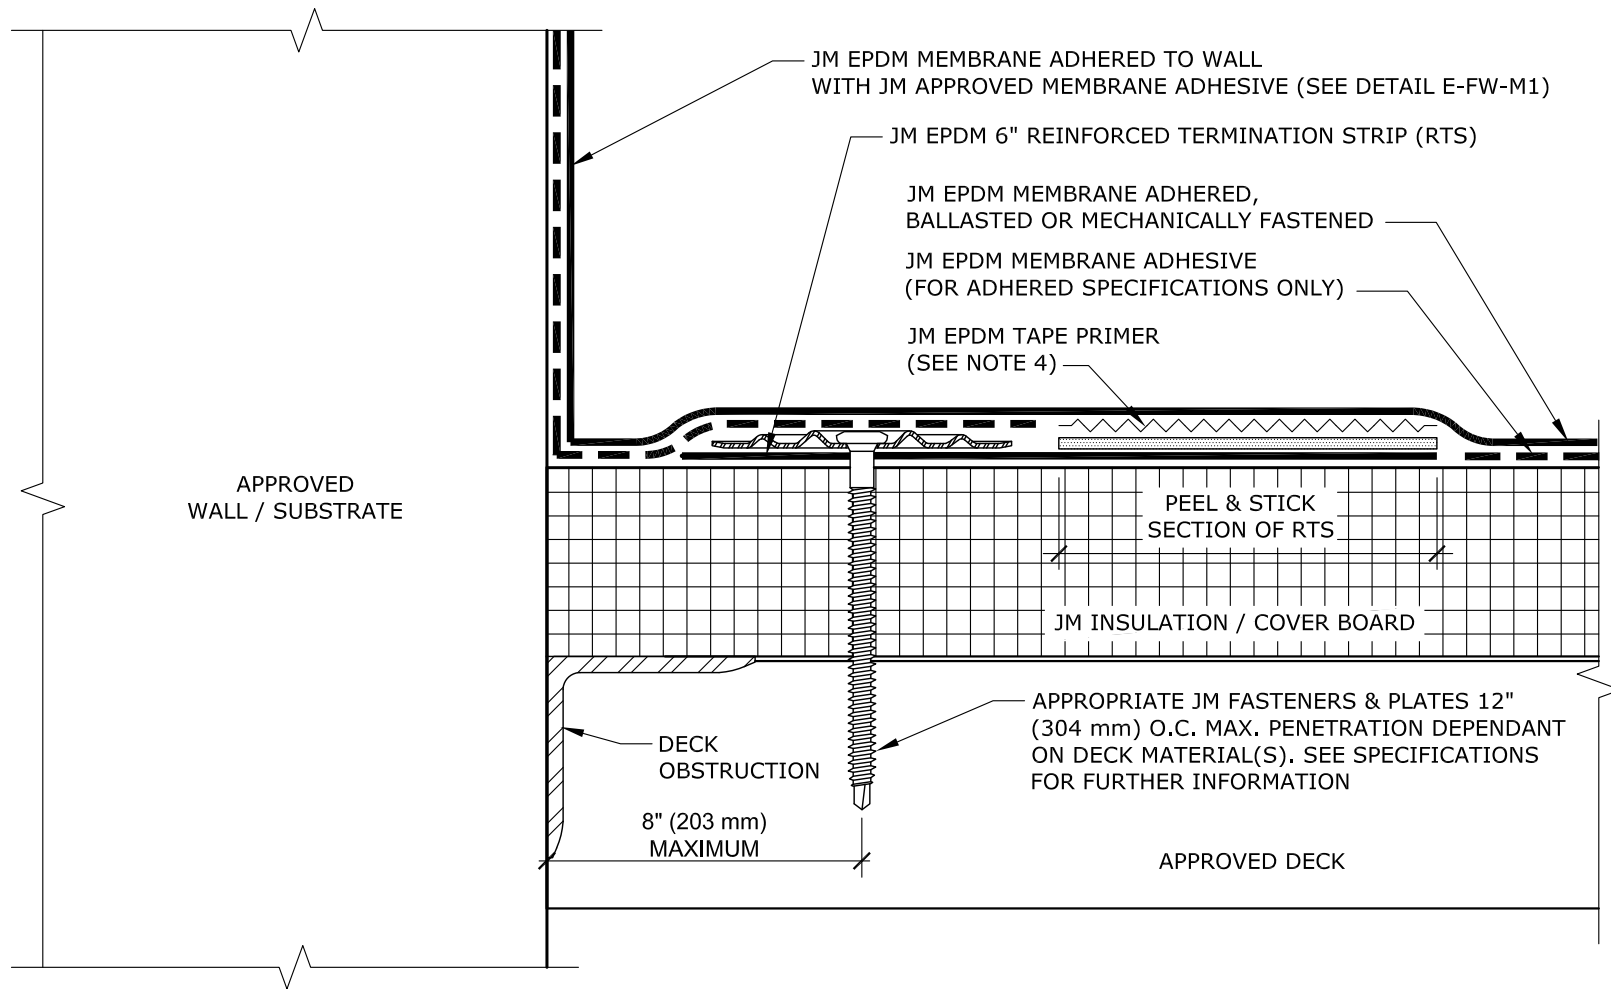 JM EPDM MEMBRANE ADHERED TO WALL
WITH JM APPROVED MEMBRANE ADHESIVE (SEE DETAIL E-FW-M1)
JM EPDM 6" REINFORCED TERMINATION STRIP (RTS)
JM EPDM MEMBRANE ADHERED,
BALLASTED OR MECHANICALLY FASTENED
JM EPDM MEMBRANE ADHESIVE
(FOR ADHERED SPECIFICATIONS ONLY)
JM EPDM TAPE PRIMER
(SEE NOTE 4)
APPROVED
WALL / SUBSTRATE
PEEL & STICK
SECTION OF RTS
JM INSULATION / COVER BOARD
APPROPRIATE JM FASTENERS & PLATES 12"
(304 mm) O.C. MAX. PENETRATION DEPENDANT
ON DECK MATERIAL(S). SEE SPECIFICATIONS
FOR FURTHER INFORMATION
DECK
OBSTRUCTION
8" (203 mm)
MAXIMUM
APPROVED DECK